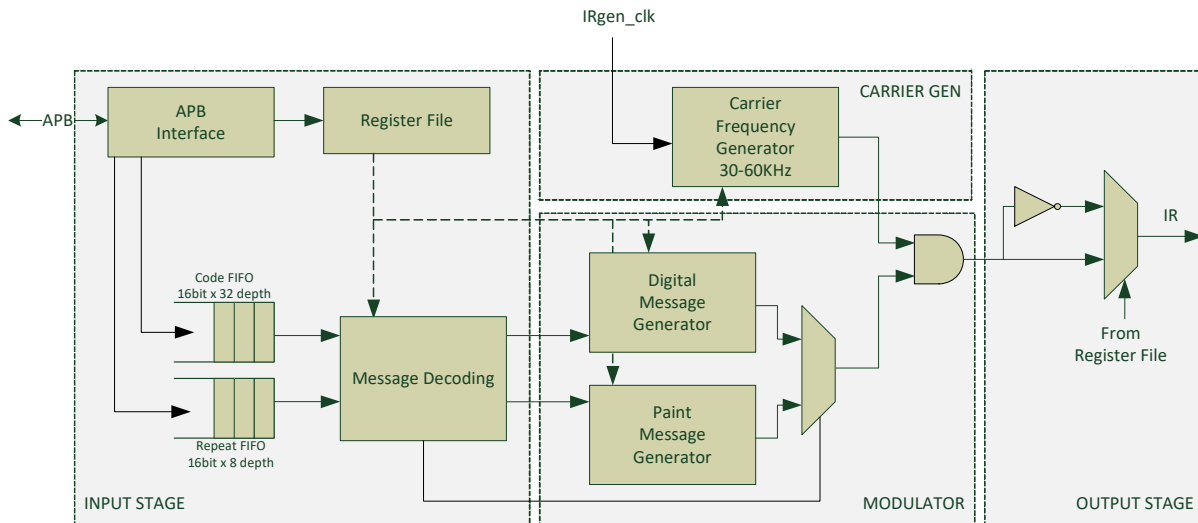 IRgen_clk
APB
APB
Interface
Register File
Carrier
Frequency
Generator
30-60KHz
CARRIER GEN
IR
Code FIFO
16bit x 32 depth
Digital
Message
Generator
From
Register File
Message Decoding
Paint
Message
Generator
Repeat FIFO
16bit x 8 depth
INPUT STAGE
MODULATOR
OUTPUT STAGE